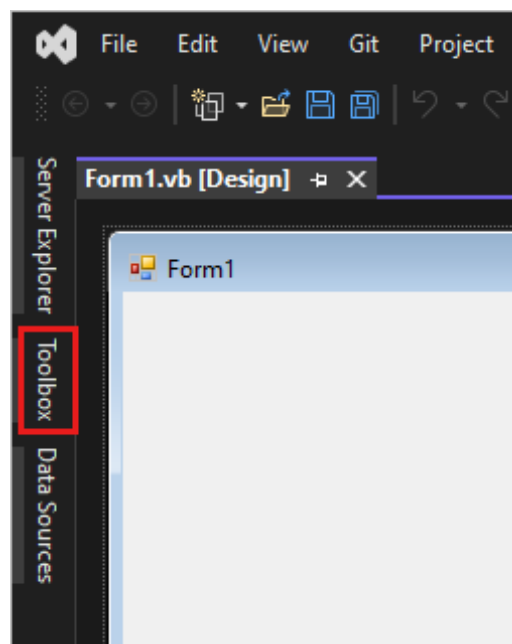 File Edit View Git Project
Server Explorer
Form1.vb [Design]
Form1
Toolbox
Data Sources